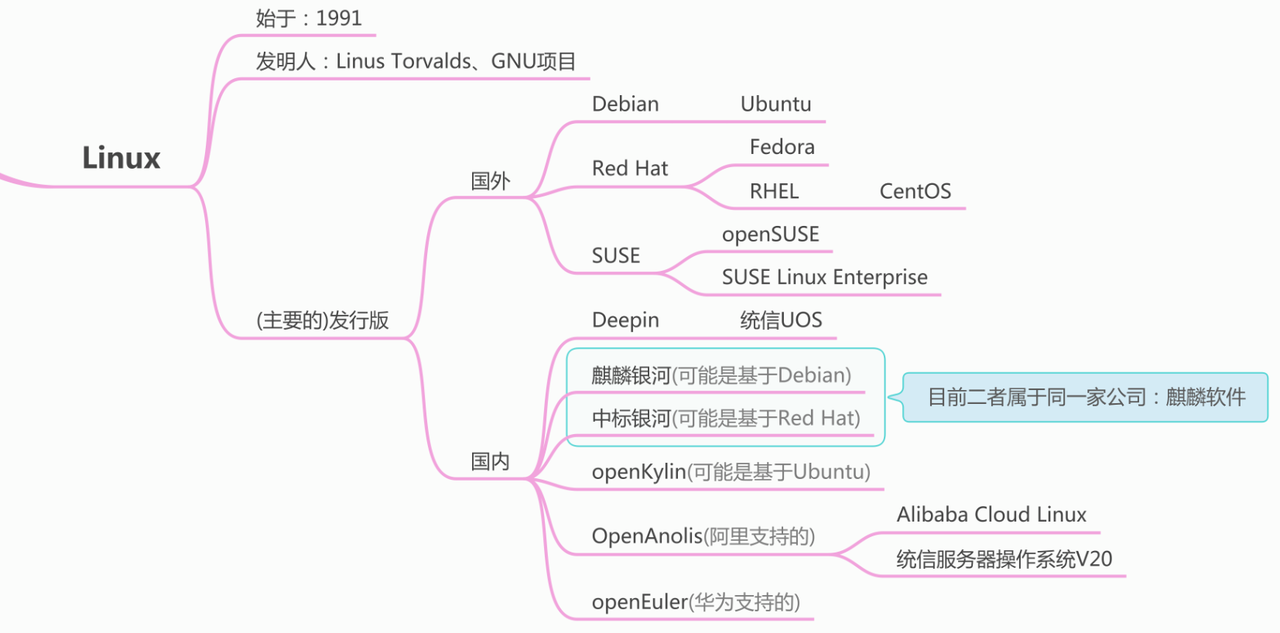 始于：1991
发明人：Linus Torvalds、GNU项目
Linux
(主要的)发行版
国外
Debian
Ubuntu
Red Hat
Fedora
RHEL
CentOS
SUSE
openSUSE
SUSE Linux Enterprise
国内
Deepin
统信UOS
麒麟银河(可能是基于Debian)
中标银河(可能是基于Red Hat)
目前二者属于同一家公司：麒麟软件
openKylin(可能是基于Ubuntu)
OpenAnolis(阿里支持的)
Alibaba Cloud Linux
统信服务器操作系统V20
openEuler(华为支持的)